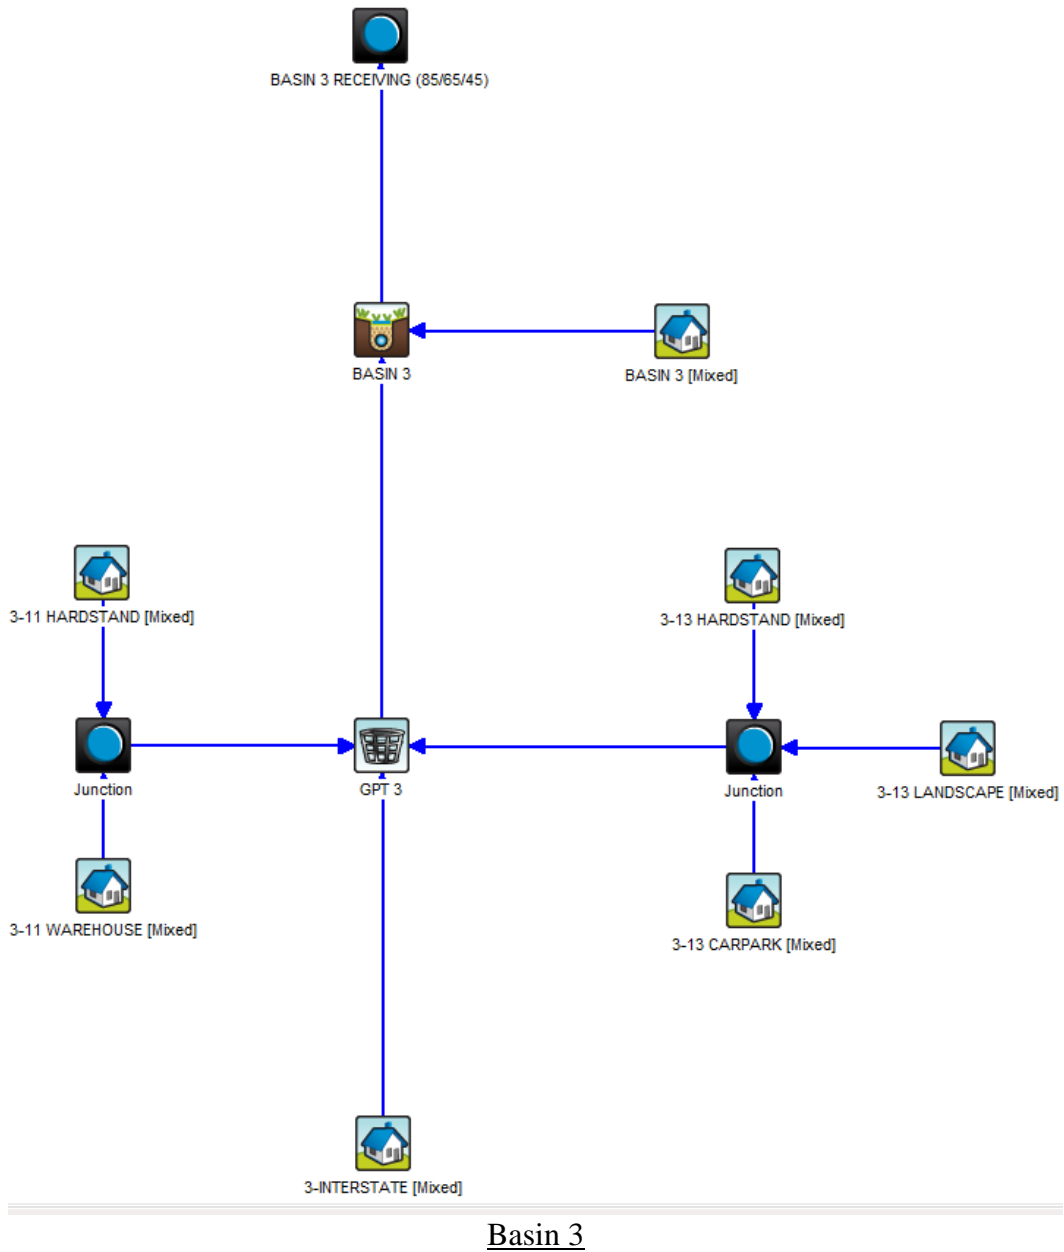 BASIN 3 RECEIVING (85/65/45)
BASIN 3
BASIN 3 [Mixed]
3-11 HARDSTAND [Mixed]
3-13 HARDSTAND [Mixed]
Junction
GPT 3
Junction
3-13 LANDSCAPE [Mixed]
3-11 WAREHOUSE [Mixed]
3-13 CARPARK [Mixed]
3-INTERSTATE [Mixed]
Basin 3